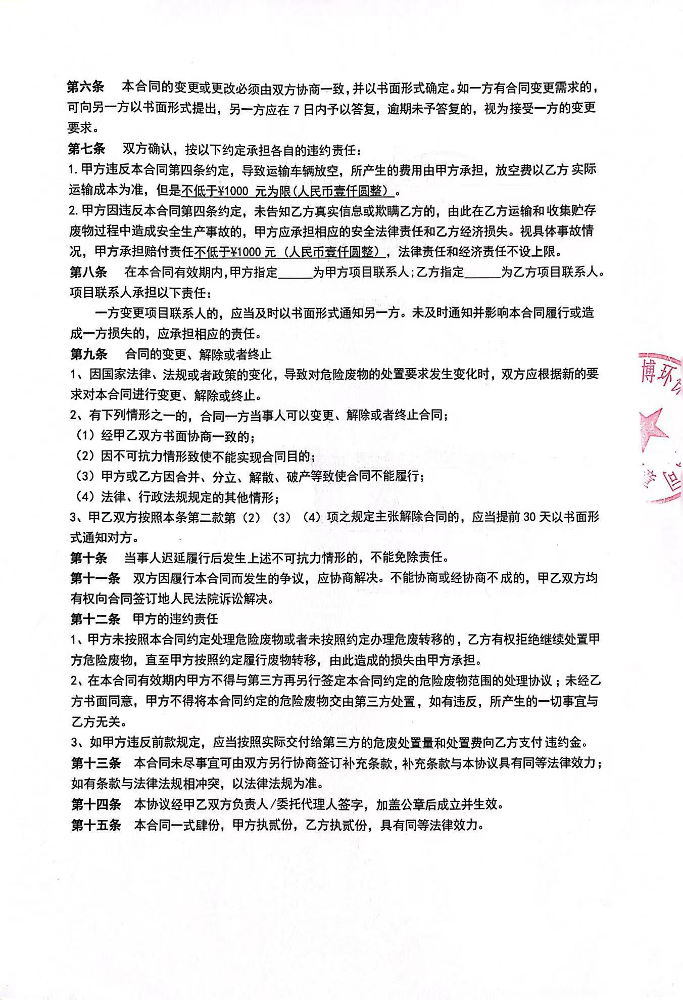 第六条 本合同的变更或更改必须由双方协商一致,并以书面形式确定。如一方有合同变更需求的,
可向另一方以书面形式提出，另一方应在 7 日内予以答复，逾期未予答复的，视为接受一方的变更
要求。
第七条 双方确认，按以下约定承担各自的违约责任：
1. 甲方违反本合同第四条约定，导致运输车辆放空，所产生的费用由甲方承担，放空费以乙方 实际
运输成本为准，但是不低于¥1000 元为限(人民币壹仟圆整）。
2. 甲方因违反本合同第四条约定，未告知乙方真实信息或欺瞒乙方的，由此在乙方运输和 收集贮存
废物过程中造成安全生产事故的，甲方应承担相应的安全法律责任和乙方经济损失。视具体事故情
况，甲方承担赔付责任不低于¥1000 元（人民币壹仟圆整），法律责任和经济责任不设上限。
第八条 在本合同有效期内,甲方指定_____为甲方项目联系人;乙方指定_____为乙方项目联系人。
项目联系人承担以下责任：
一方变更项目联系人的，应当及时以书面形式通知另一方。未及时通知并影响本合同履行或造
成一方损失的，应承担相应的责任。
第九条 合同的变更、解除或者终止
1、因国家法律、法规或者政策的变化，导致对危险废物的处置要求发生变化时，双方应根据新的要
求对本合同进行变更、解除或终止。
2、有下列情形之一的，合同一方当事人可以变更、解除或者终止合同；
（1）经甲乙双方书面协商一致的；
（2）因不可抗力情形致使不能实现合同目的；
（3）甲方或乙方因合并、分立、解散、破产等致使合同不能履行；
（4）法律、行政法规规定的其他情形；
3、甲乙双方按照本条第二款第（2）（3）（4）项之规定主张解除合同的，应当提前 30 天以书面形
式通知对方。
第十条 当事人迟延履行后发生上述不可抗力情形的，不能免除责任。
第十一条 双方因履行本合同而发生的争议，应协商解决。不能协商或经协商不 成的，甲乙双方均
有权向合同签订地人民法院诉讼解决。
第十二条 甲方的违约责任
1、甲方未按照本合同约定处理危险废物或者未按照约定办理危废转移的，乙方有权拒绝继续处置甲
方危险废物，直至甲方按照约定履行废物转移，由此造成的损失由甲方承担。
2、在本合同有效期内甲方不得与第三方再另行签定本合同约定的危险废物范围的处理协议；未经乙
方书面同意，甲方不得将本合同约定的危险废物交由第三方处置，如有违反，所产生的一切事宜与
乙方无关。
3、如甲方违反前款规定，应当按照实际交付给第三方的危废处置量和处置费向乙方支付 违约金。
第十三条 本合同未尽事宜可由双方另行协商签订补充条款,补充条款与本协议具有同等法律效力;
如有条款与法律法规相冲突，以法律法规为准。
第十四条 本协议经甲乙双方负责人/委托代理人签字，加盖公章后成立并生效。
第十五条 本合同一式肆份，甲方执贰份，乙方执贰份，具有同等法律效力。
博环